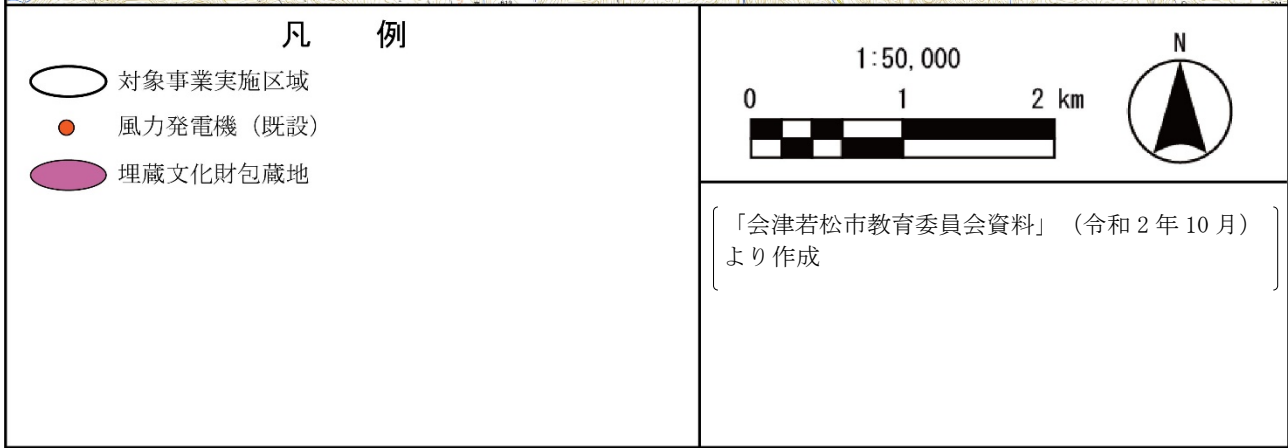 凡 例
対象事業実施区域
風力発電機（既設）
埋蔵文化財包蔵地
1:50,000
0 1 2 km
N
「会津若松市教育委員会資料」（令和2年10月）
より作成